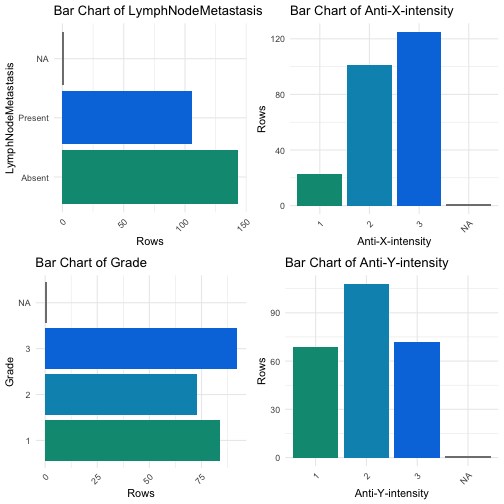 Bar Chart of LymphNodeMetastasis
LymphNodeMetastasis
NA
Present
Absent
0
50
100
150
Rows
Bar Chart of Anti-X-intensity
Rows
120
80
40
0
1
2
3
NA
Anti-X-intensity
Bar Chart of Grade
Grade
NA
3
2
1
0
25
50
75
Rows
Bar Chart of Anti-Y-intensity
Rows
90
60
30
0
1
2
3
NA
Anti-Y-intensity